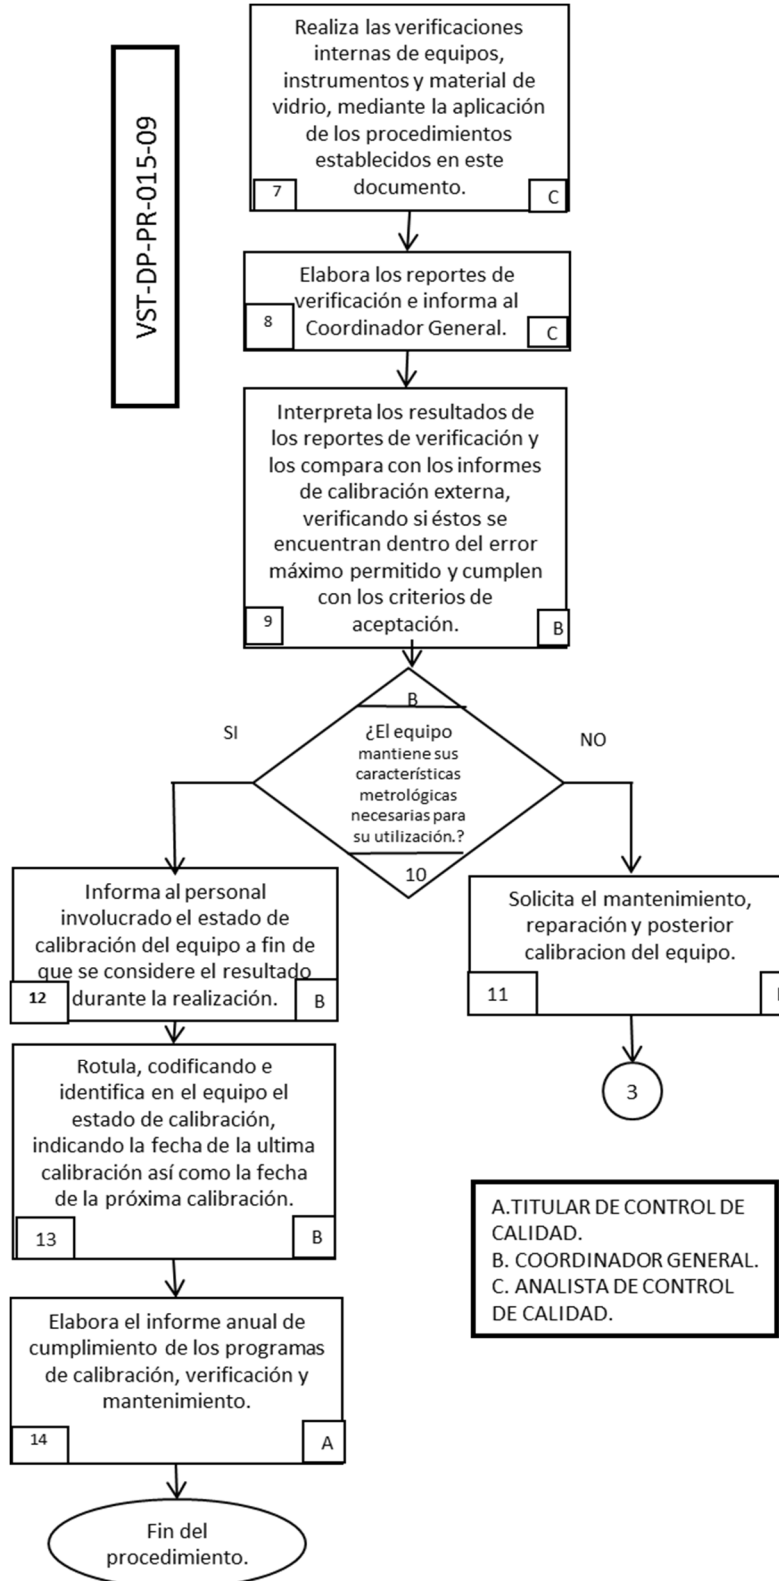 VST-DP-PR-015-09
Realiza las verificaciones
internas de equipos,
instrumentos y material de
vidrio, mediante la aplicación
de los procedimientos
establecidos en este
documento.
7
C
Elabora los reportes de
verificación e informa al
Coordinador General.
8
C
Interpreta los resultados de
los reportes de verificación y
los compara con los informes
de calibración externa,
verificando si éstos se
encuentran dentro del error
máximo permitido y cumplen
con los criterios de
aceptación.
9
B
B
¿El equipo
mantiene sus
características
metrológicas
necesarias para
su utilización.?
10
SI
NO
Informa al personal
involucrado el estado de
calibración del equipo a fin de
que se considere el resultado
durante la realización.
12
B
Solicita el mantenimiento,
reparación y posterior
calibracion del equipo.
11
3
Rotula, codificando e
identifica en el equipo el
estado de calibración,
indicando la fecha de la ultima
calibración así como la fecha
de la próxima calibración.
13
B
A.TITULAR DE CONTROL DE
CALIDAD.
B. COORDINADOR GENERAL.
C. ANALISTA DE CONTROL
DE CALIDAD.
Elabora el informe anual de
cumplimiento de los programas
de calibración, verificación y
mantenimiento.
14
A
Fin del
procedimiento.